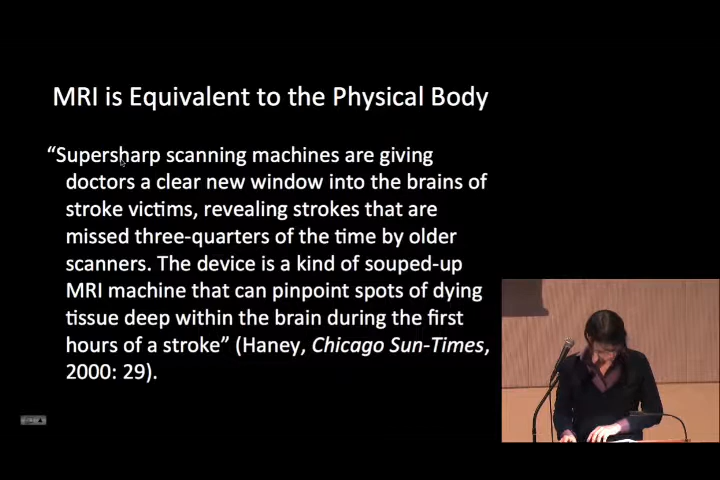 MRI is Equivalent to the Physical Body
“Supersharp scanning machines are giving
doctors a clear new window into the brains of
stroke victims, revealing strokes that are
missed three-quarters of the time by older
scanners. The device is a kind of souped-up
MRI machine that can pinpoint spots of dying
tissue deep within the brain during the first
hours of a stroke” (Haney, Chicago Sun-Times,
2000: 29).